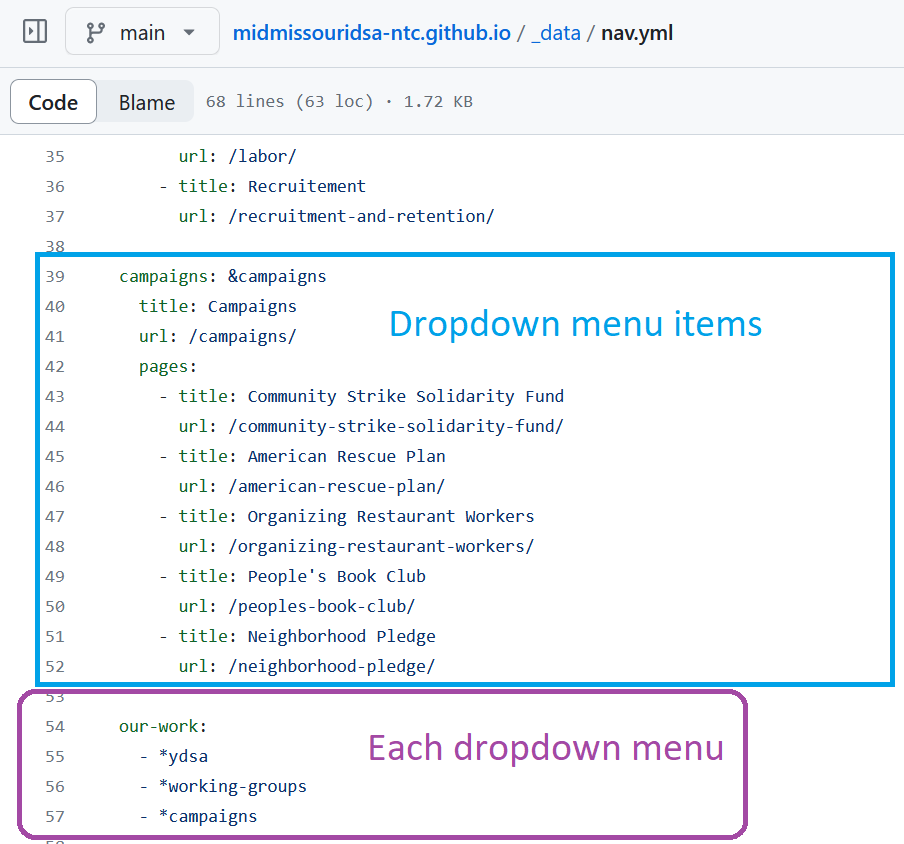 main
midmissouridsa-ntc.github.io / _data / nav.yml
Code Blame 68 lines (63 loc) · 1.72 KB
35 url: /labor/
36 - title: Recruitement
37 url: /recruitment-and-retention/
38
39 campaigns: &campaigns
40 title: Campaigns
Dropdown menu items
41 url: /campaigns/
42 pages:
43 - title: Community Strike Solidarity Fund
44 url: /community-strike-solidarity-fund/
45 - title: American Rescue Plan
46 url: /american-rescue-plan/
47 - title: Organizing Restaurant Workers
48 url: /organizing-restaurant-workers/
49 - title: People's Book Club
50 url: /peoples-book-club/
51 - title: Neighborhood Pledge
52 url: /neighborhood-pledge/
53
54 our-work:
Each dropdown menu
55 - *ydsa
56 - *working-groups
57 - *campaigns